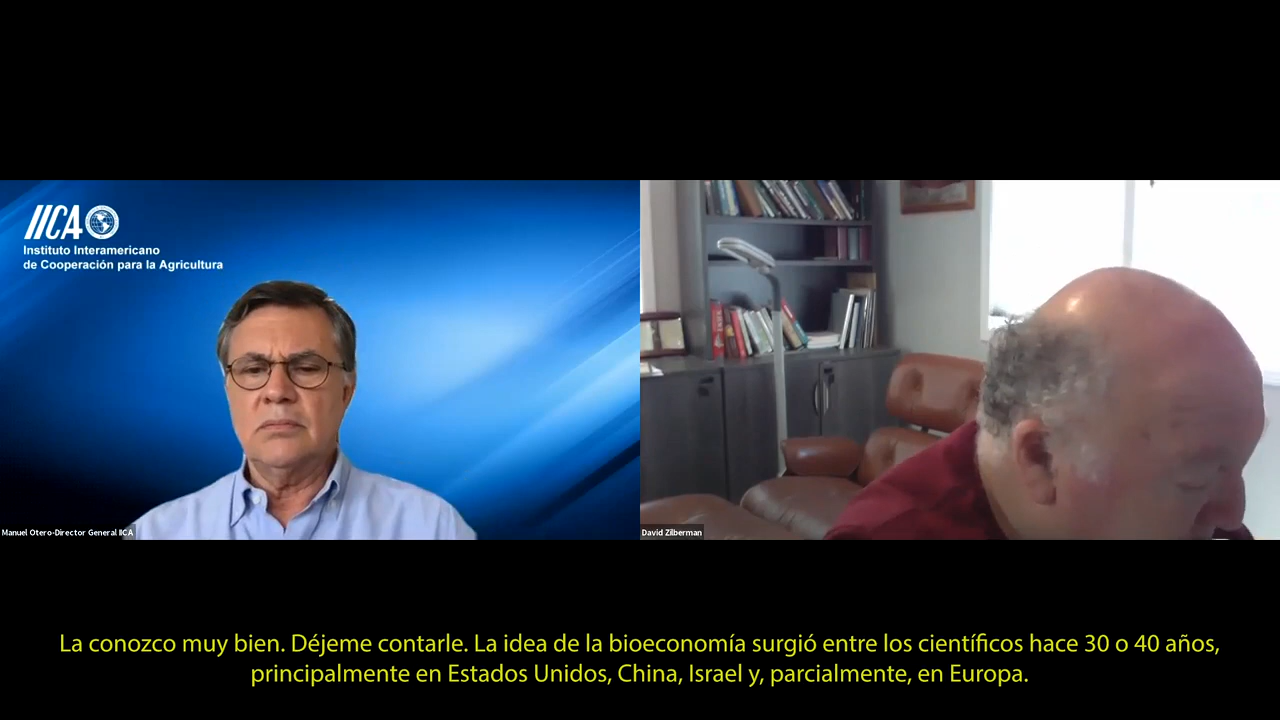 IICA
Instituto Interamericano
de Cooperación para la Agricultura
Manuel Otero-Director General IICA
David Zilberman
La conozco muy bien. Déjeme contarle. La idea de la bioeconomía surgió entre los científicos hace 30 o 40 años,
principalmente en Estados Unidos, China, Israel y, parcialmente, en Europa.